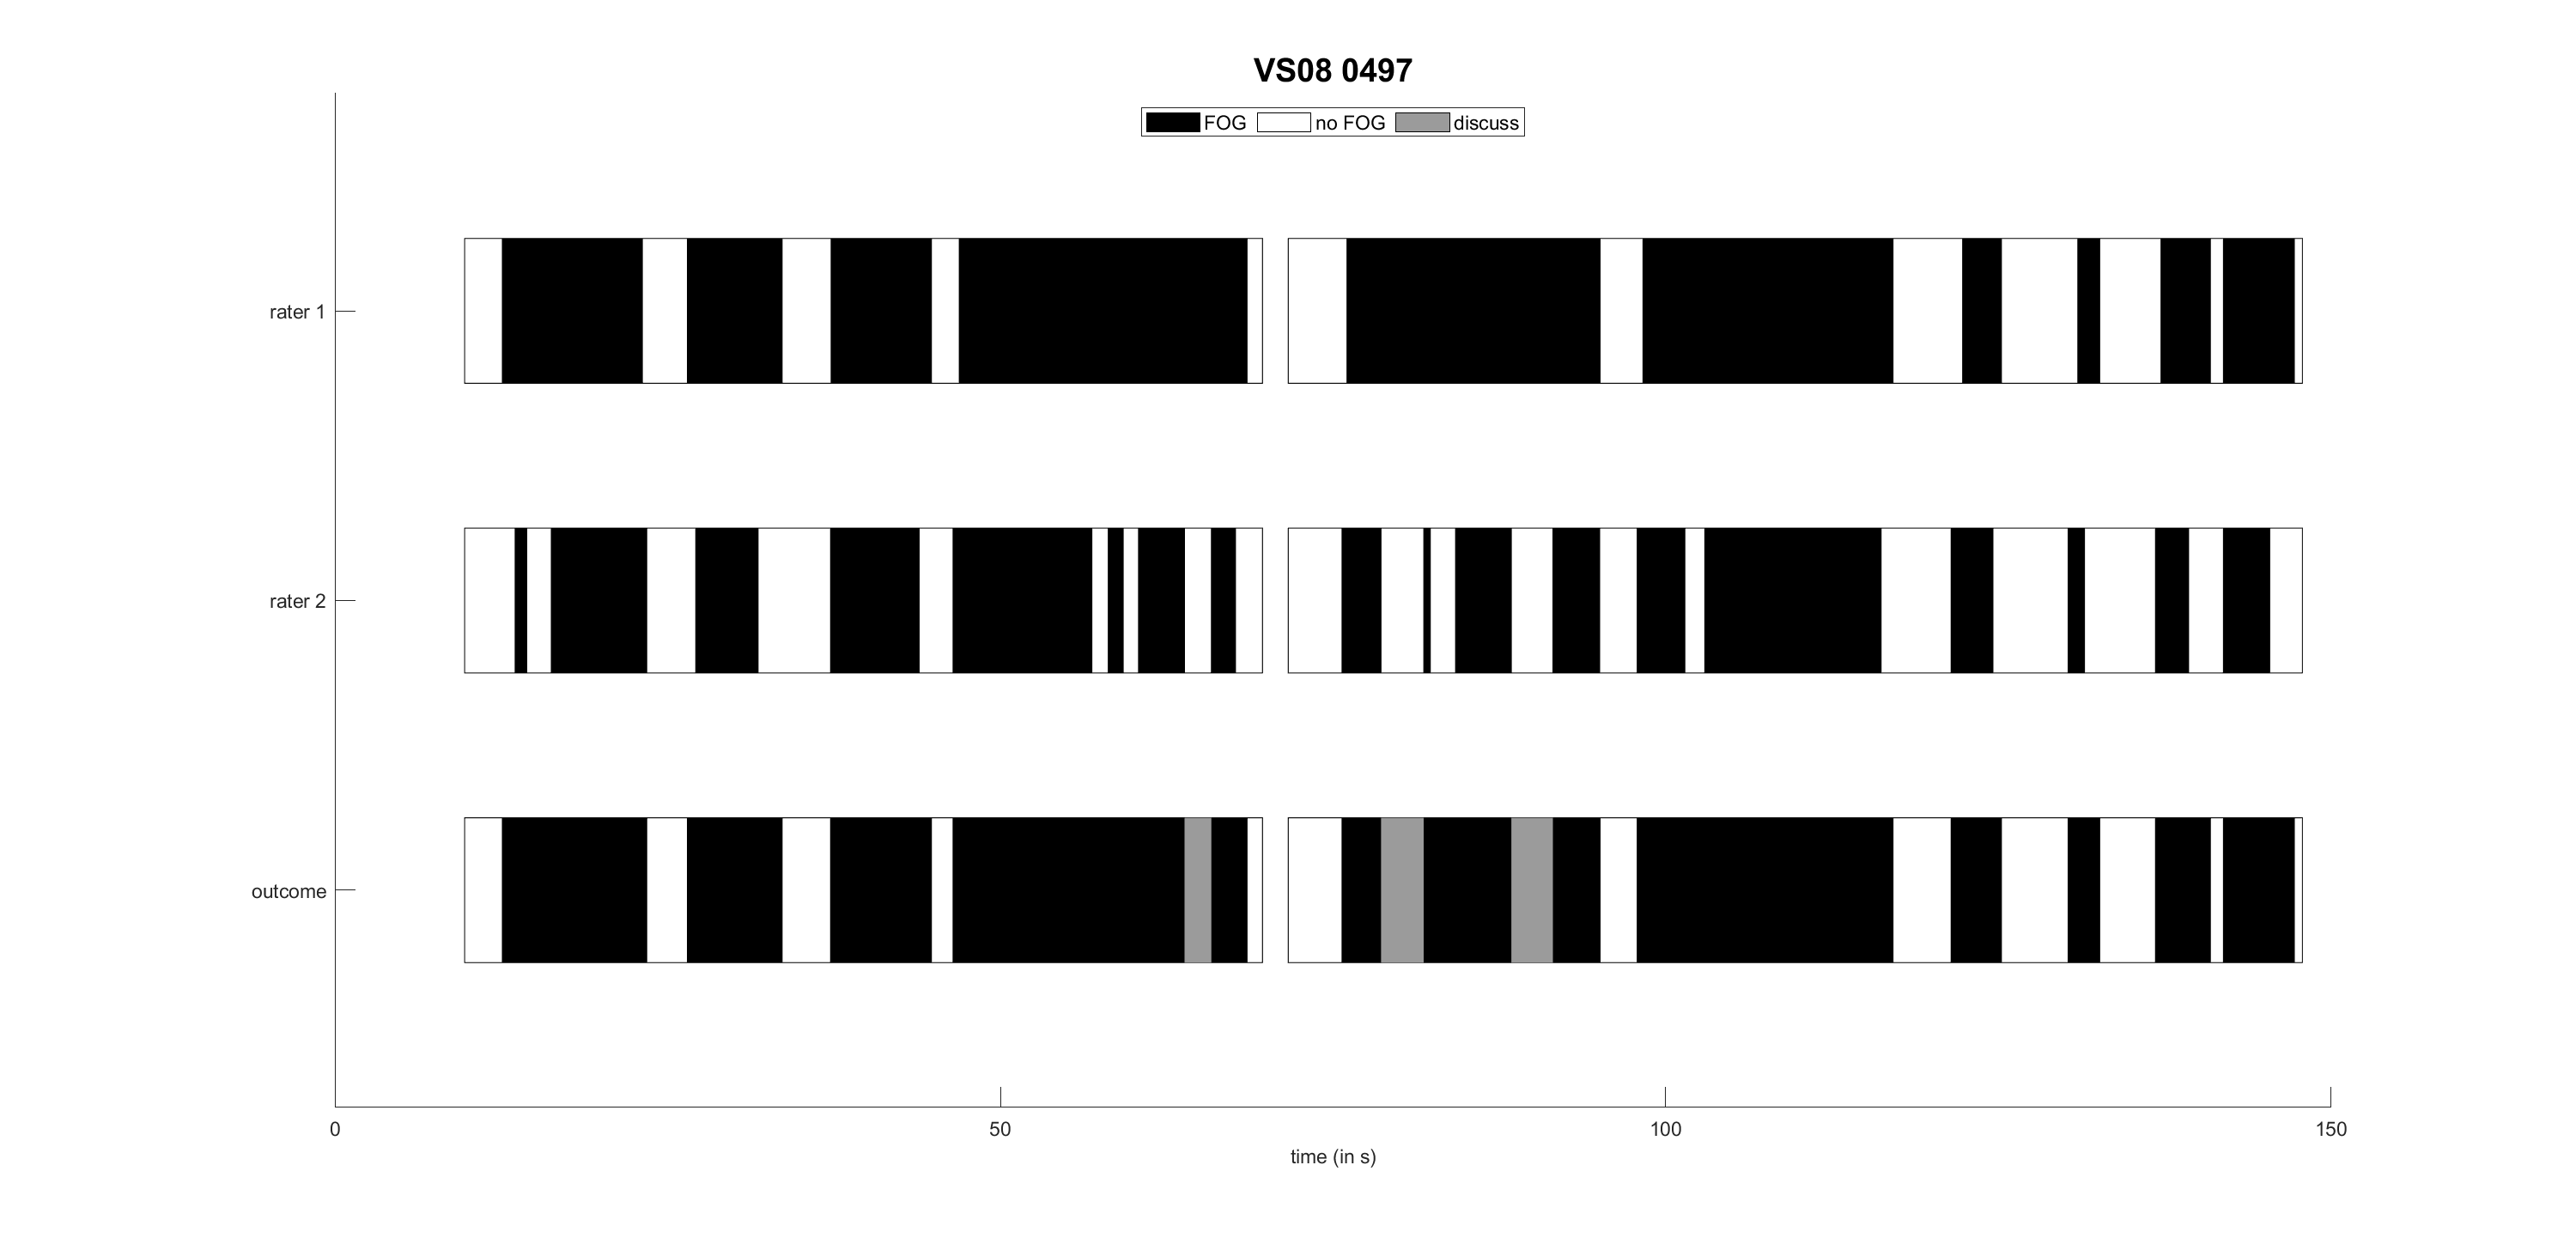 VS08 0497
FOG no FOG discuss
rater 1
rater 2
outcome
0 50 100 150
time (in s)